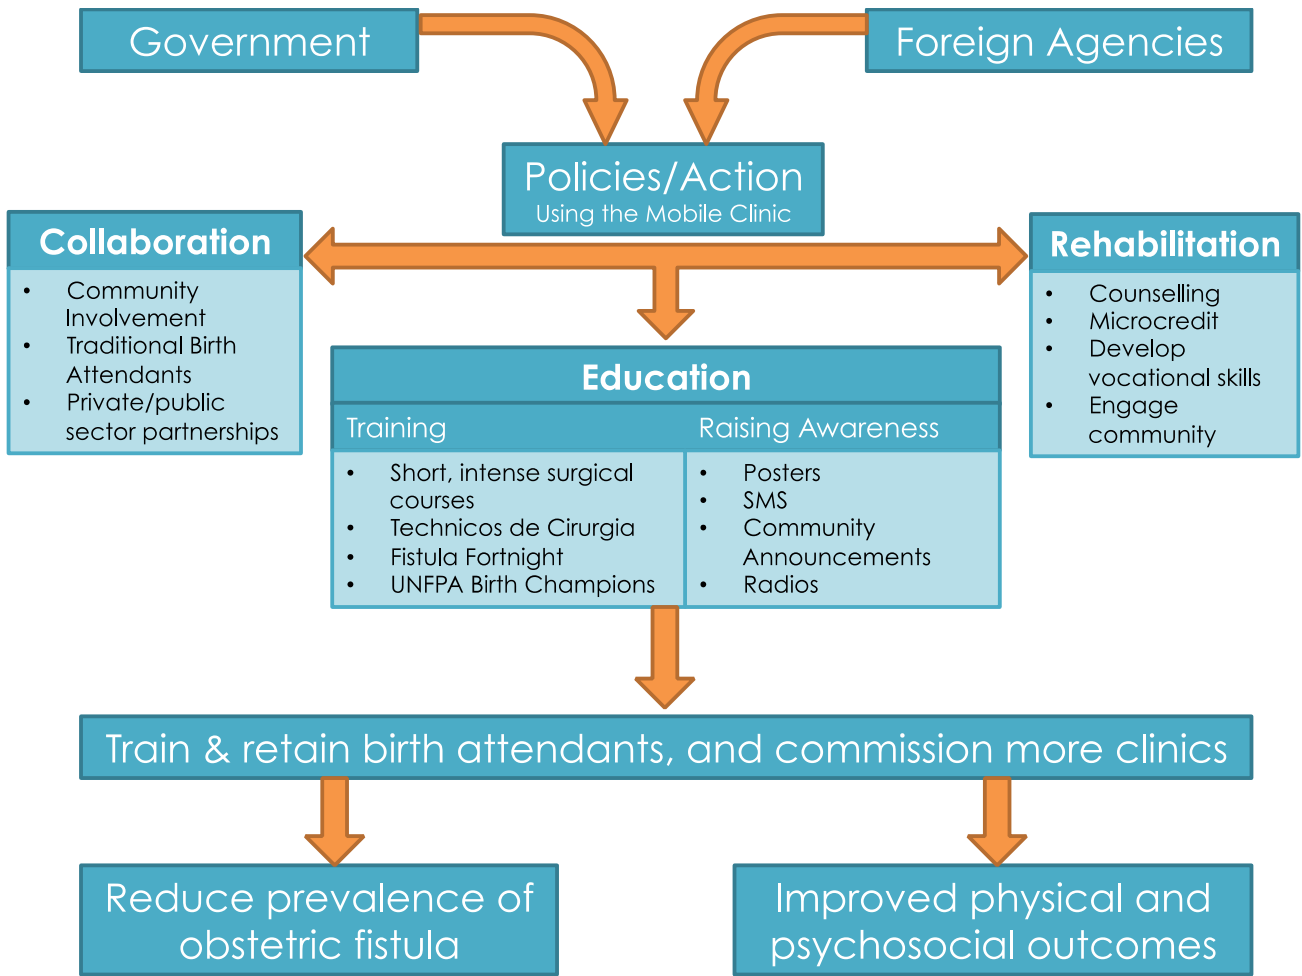 Government
Foreign Agencies
Policies/Action
Using the Mobile Clinic
Collaboration
• Community
Involvement
• Traditional Birth
Attendants
• Private/public
sector partnerships
Rehabilitation
• Counselling
• Microcredit
• Develop
vocational skills
• Engage
community
Education
Training
• Short, intense surgical
courses
• Technicos de Cirurgia
• Fistula Fortnight
• UNFPA Birth Champions
Raising Awareness
• Posters
• SMS
• Community
Announcements
• Radios
Train & retain birth attendants, and commission more clinics
Reduce prevalence of
obstetric fistula
Improved physical and
psychosocial outcomes